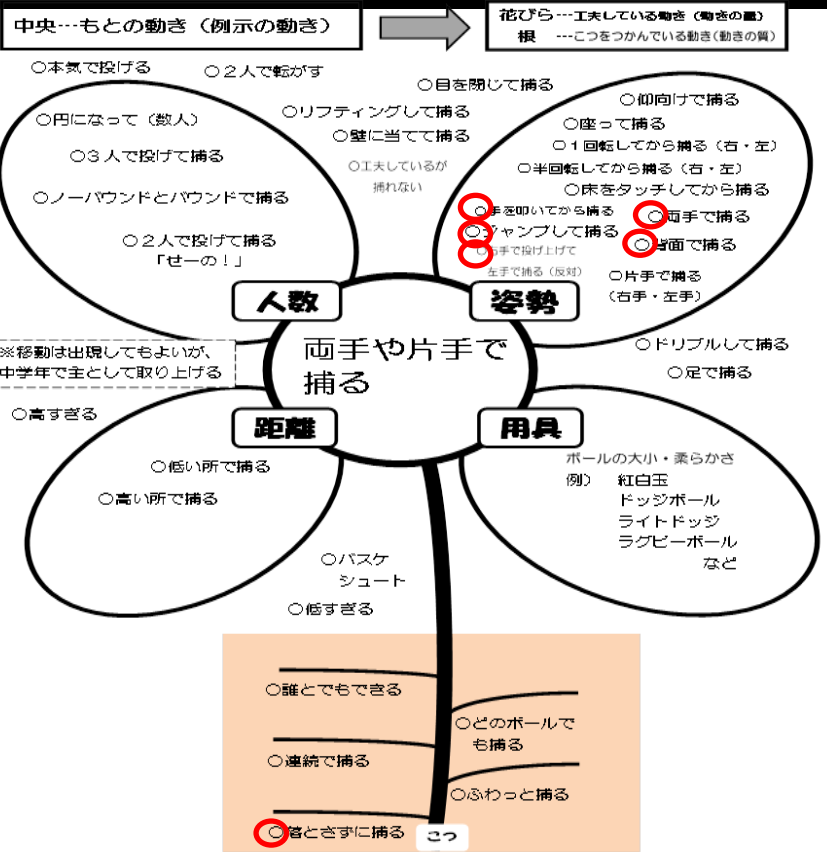 中央…もとの動き（例示の動き）
花びら…工夫している動き（動きの量）
根 …こつをつかんでいる動き（動きの質）
○本気で投げる
○２人で転がす
○円になって（数人）
○３人で投げて捕る
○ノーバウンドとバウンドで捕る
○２人で投げて捕る
「せーの！」
人数
○目を閉じて捕る
○リフティングして捕る
○壁に当てて捕る
○工夫しているが
捕れない
○仰向けで捕る
○座って捕る
○１回転してから捕る（右・左）
○半回転してから捕る（右・左）
○床をタッチしてから捕る
○手を叩いてから捕る
○両手で捕る
○ジャンプして捕る
○背面で捕る
○右手で投げ上げて
左手で捕る（反対）
○片手で捕る
（右手・左手）
姿勢
両手や片手で
捕る
※移動は出現してもよいが、
中学年で主として取り上げる
○ドリブルして捕る
○足で捕る
○高すぎる
距離
○低い所で捕る
○高い所で捕る
用具
ボールの大小・柔らかさ
例） 紅白玉
ドッジボール
ライトドッジ
ラグビーボール
など
○バスケ
シュート
○低すぎる
○誰とでもできる
○どのボールで
も捕る
○連続で捕る
○ふわっと捕る
○落とさずに捕る
こつ